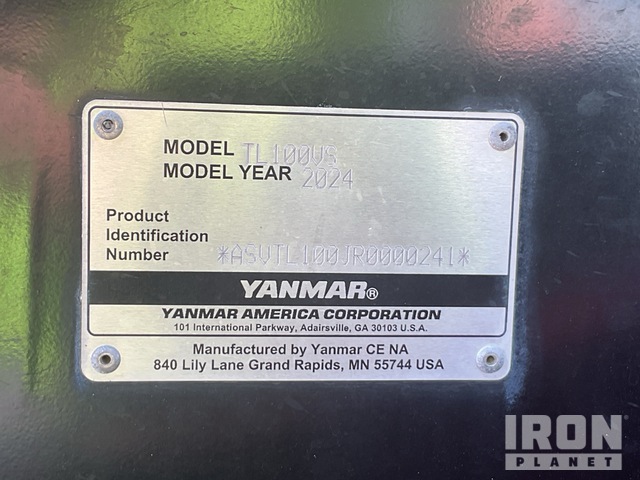 MODEL TL100VS
MODEL YEAR 2024
Product
Identification
Number *ASVTL100JR0000241*
YANMAR®
YANMAR AMERICA CORPORATION
101 International Parkway, Adairsville, GA 30103 U.S.A.
Manufactured by Yanmar CE NA
840 Lily Lane Grand Rapids, MN 55744 USA
IRON
PLANET